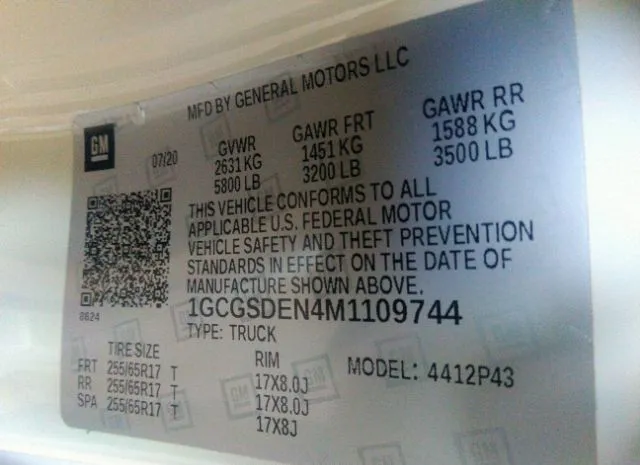 MFD BY GENERAL MOTORS LLC
GM
07/20
GVWR GAWR FRT GAWR RR
2631 KG 1451 KG 1588 KG
5800 LB 3200 LB 3500 LB
THIS VEHICLE CONFORMS TO ALL
APPLICABLE U.S. FEDERAL MOTOR
VEHICLE SAFETY AND THEFT PREVENTION
STANDARDS IN EFFECT ON THE DATE OF
MANUFACTURE SHOWN ABOVE.
8624
1GCGSDEN4M1109744
TYPE: TRUCK
TIRE SIZE RIM MODEL: 4412P43
FRT 255/65R17 T 17X8.0J
RR 255/65R17 T 17X8.0J
SPA 255/65R17 T 17X8J